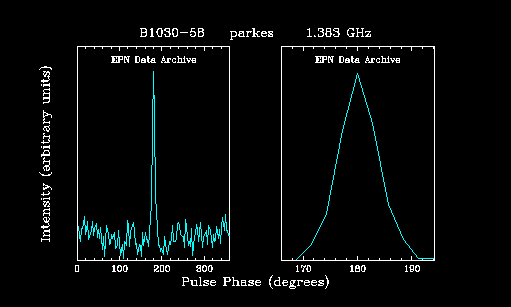 B1030-58 parkes 1.383 GHz
EPN Data Archive EPN Data Archive
Intensity (arbitrary units)
0 100 200 300 170 180 190
Pulse Phase (degrees)